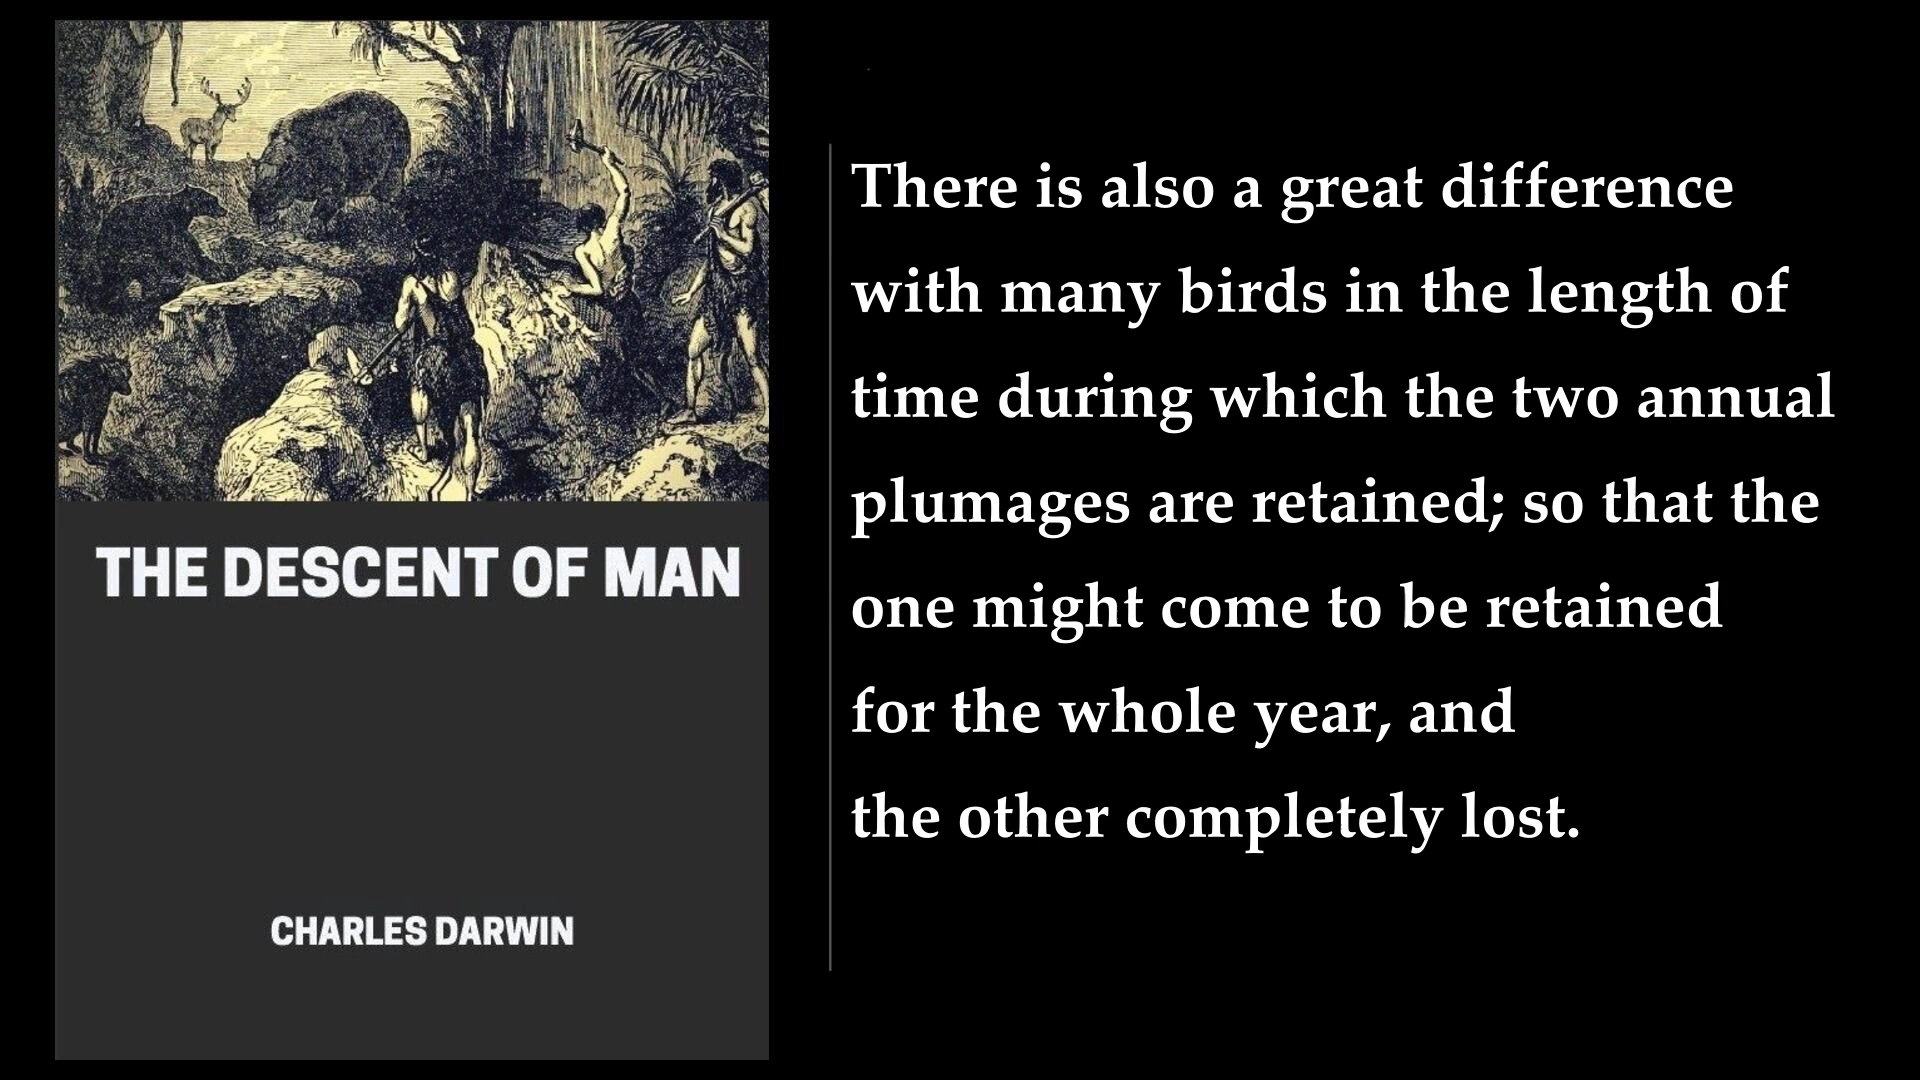 THE DESCENT OF MAN
CHARLES DARWIN
There is also a great difference
with many birds in the length of
time during which the two annual
plumages are retained; so that the
one might come to be retained
for the whole year, and
the other completely lost.